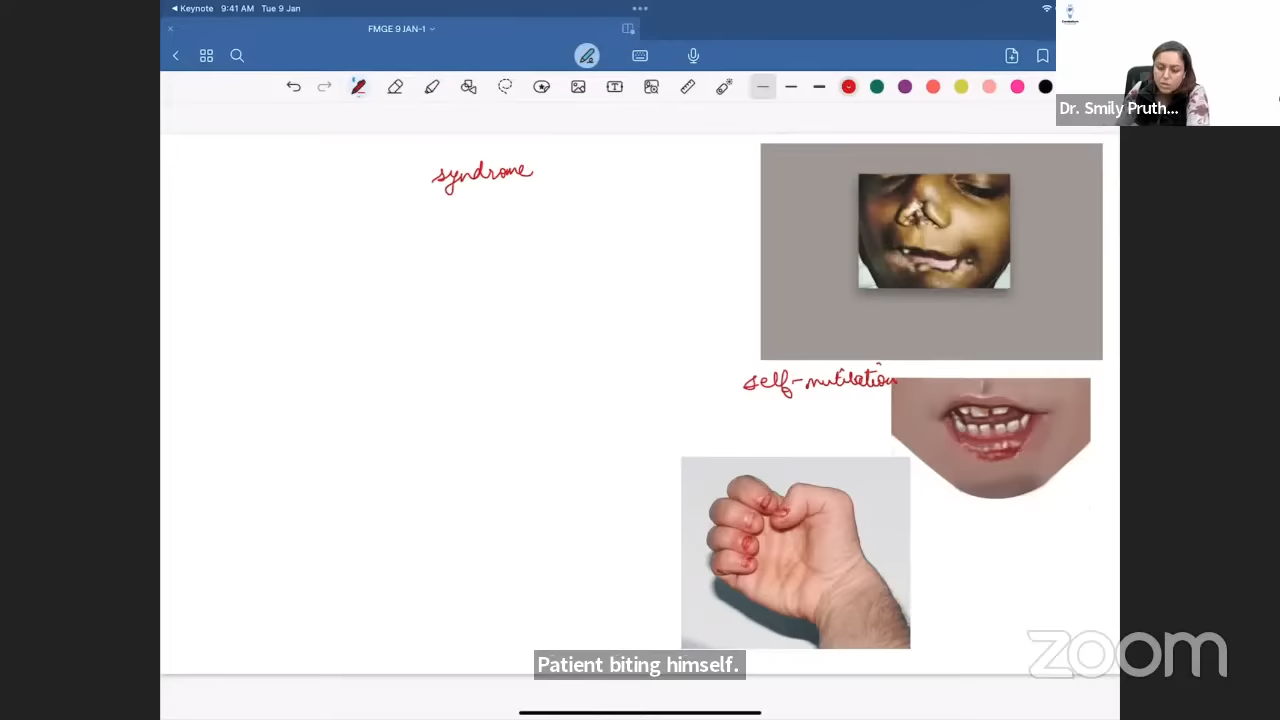 Keynote 9:41 AM Tue 9 Jan
FMGE 9 JAN-1
Dr. Smily Pruth...
syndrome
self-mutilation
Patient biting himself.
zoom